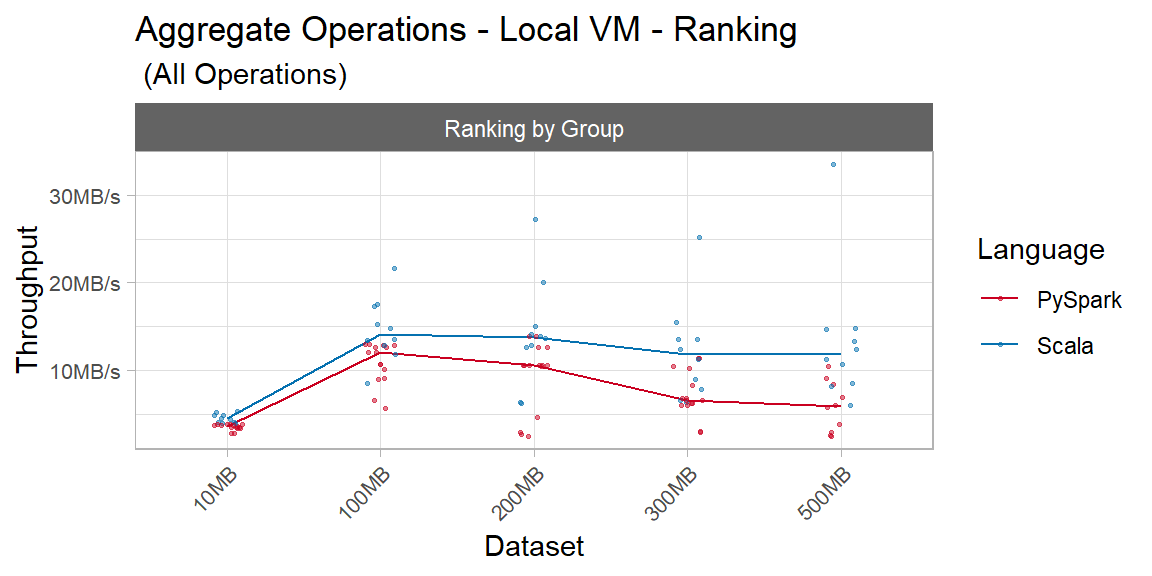 Aggregate Operations - Local VM - Ranking
(All Operations)
Ranking by Group
Throughput
30MB/s
20MB/s
10MB/s
10MB
100MB
200MB
300MB
500MB
Dataset
Language
PySpark
Scala